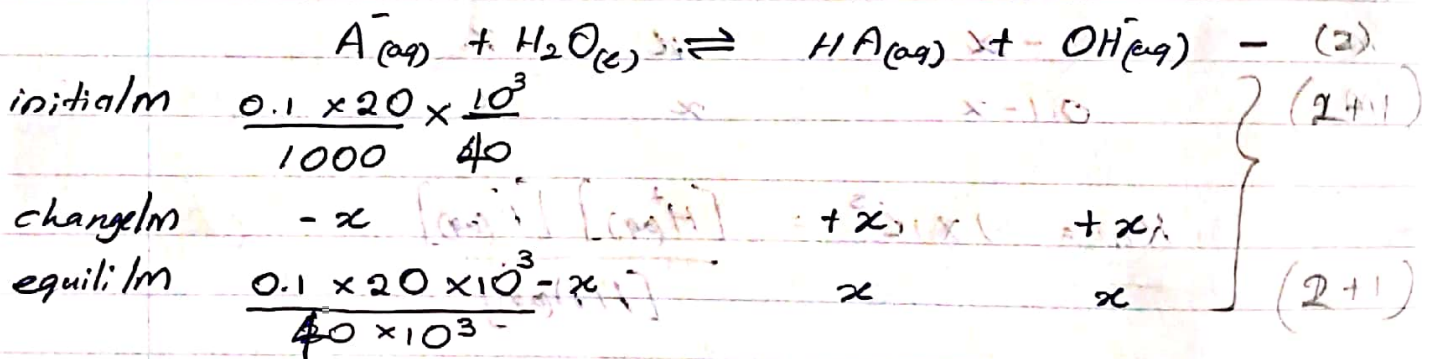 A⁻(aq) + H₂O(l) ⇌ HA(aq) + OH⁻(aq) - (2)
initial/M 0.1 × 20 / 1000 × 10³ / 40 (2+1)
change/M - x + x + x
equili/M 0.1 × 20 × 10³ / 40 × 10³ - x x x (2+1)